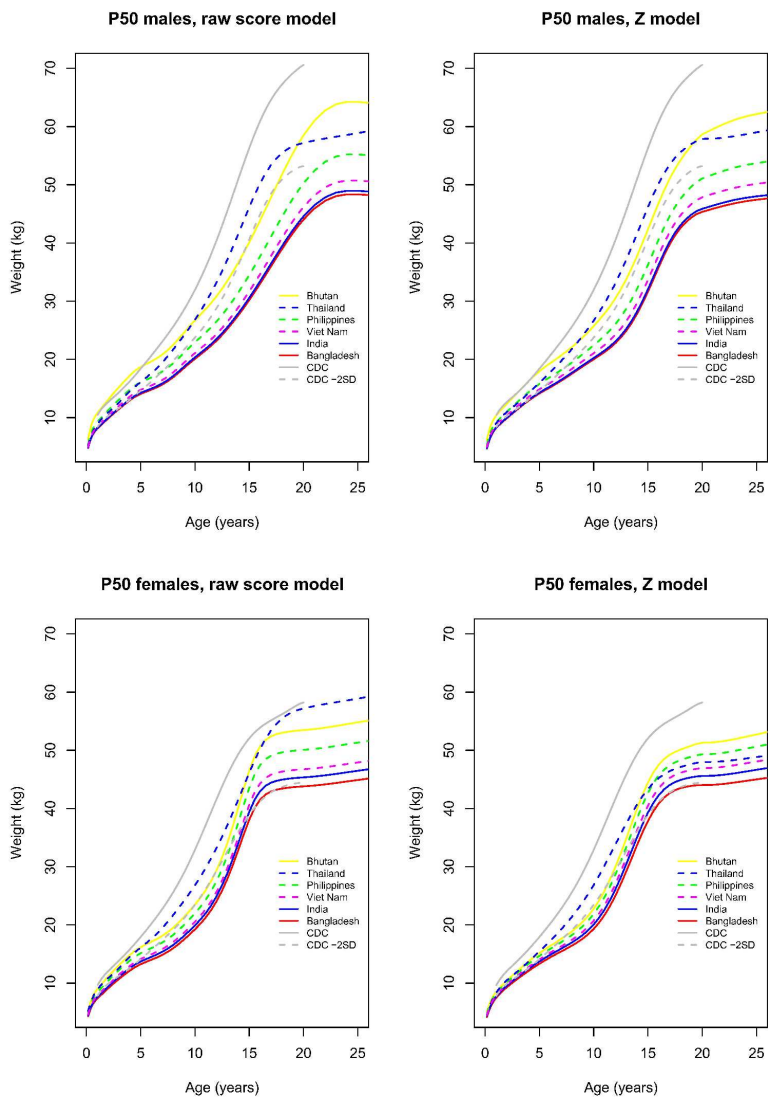 P50 males, raw score model
70
60
50
40
30
20
10
Weight (kg)
Bhutan
Thailand
Philippines
Viet Nam
India
Bangladesh
CDC
CDC −2SD
0 5 10 15 20 25
Age (years)
P50 males, Z model
70
60
50
40
30
20
10
Weight (kg)
Bhutan
Thailand
Philippines
Viet Nam
India
Bangladesh
CDC
CDC −2SD
0 5 10 15 20 25
Age (years)
P50 females, raw score model
70
60
50
40
30
20
10
Weight (kg)
Bhutan
Thailand
Philippines
Viet Nam
India
Bangladesh
CDC
CDC −2SD
0 5 10 15 20 25
Age (years)
P50 females, Z model
70
60
50
40
30
20
10
Weight (kg)
Bhutan
Thailand
Philippines
Viet Nam
India
Bangladesh
CDC
CDC −2SD
0 5 10 15 20 25
Age (years)